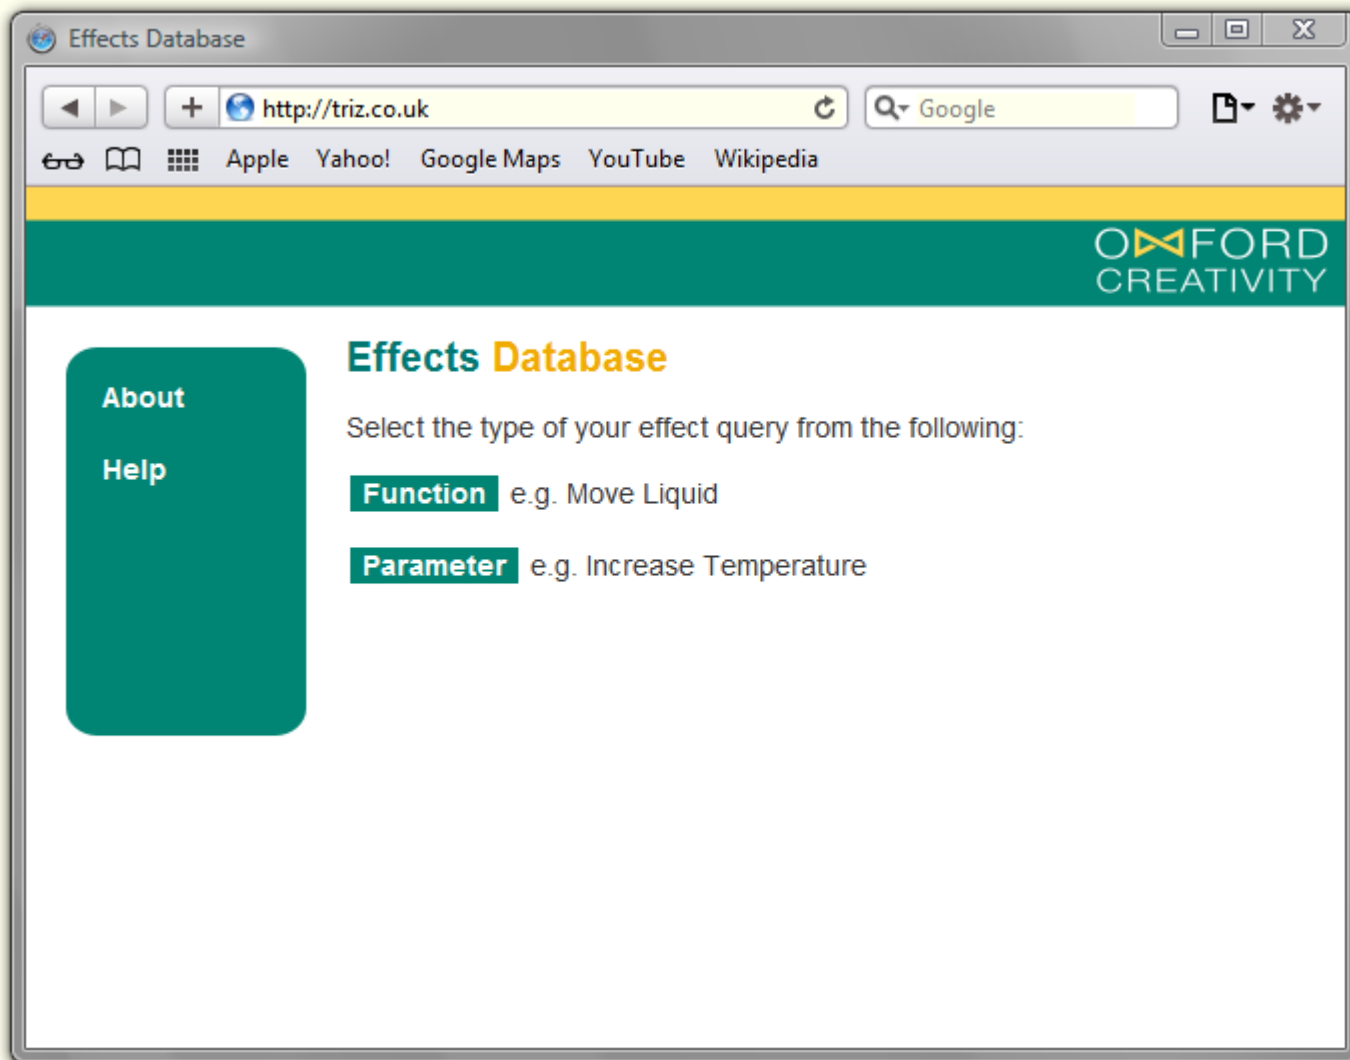 Effects Database
http://triz.co.uk
Google
Apple Yahoo! Google Maps YouTube Wikipedia
OXFORD
CREATIVITY
About
Help
Effects Database
Select the type of your effect query from the following:
Function e.g. Move Liquid
Parameter e.g. Increase Temperature